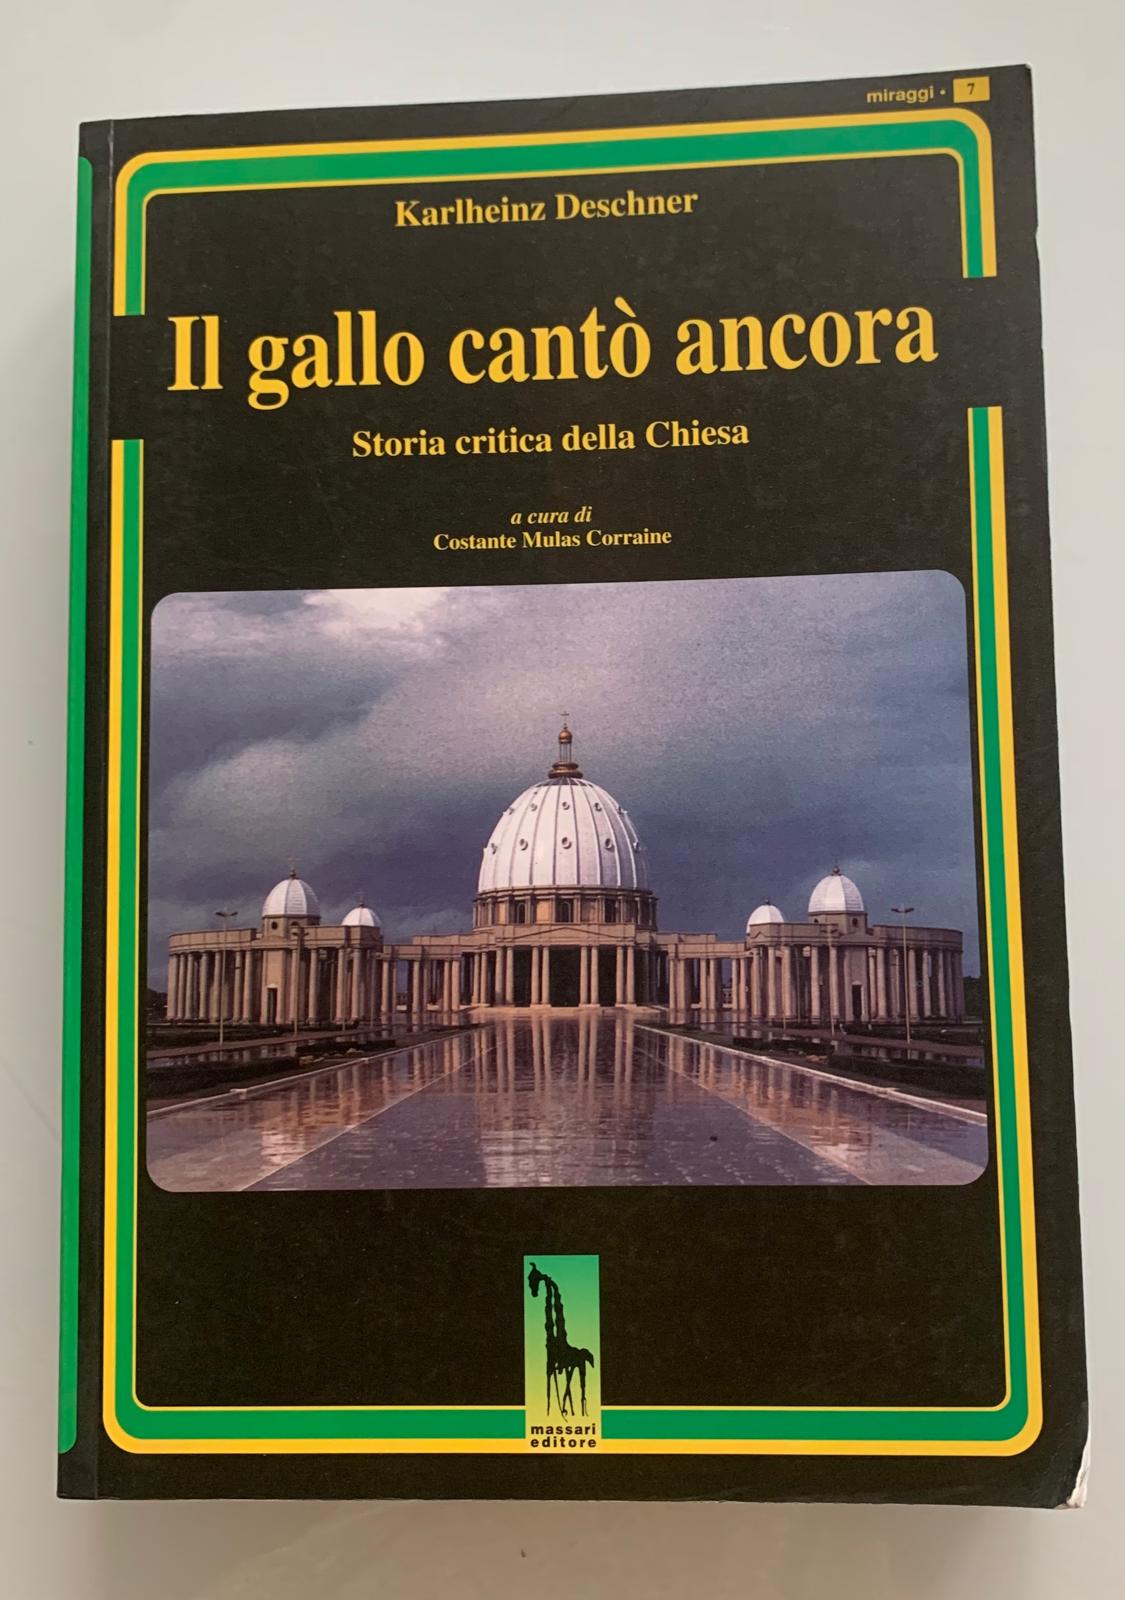 miraggi • 7
Karlheinz Deschner
Il gallo cantò ancora
Storia critica della Chiesa
a cura di
Costante Mulas Corraine
massari
editore